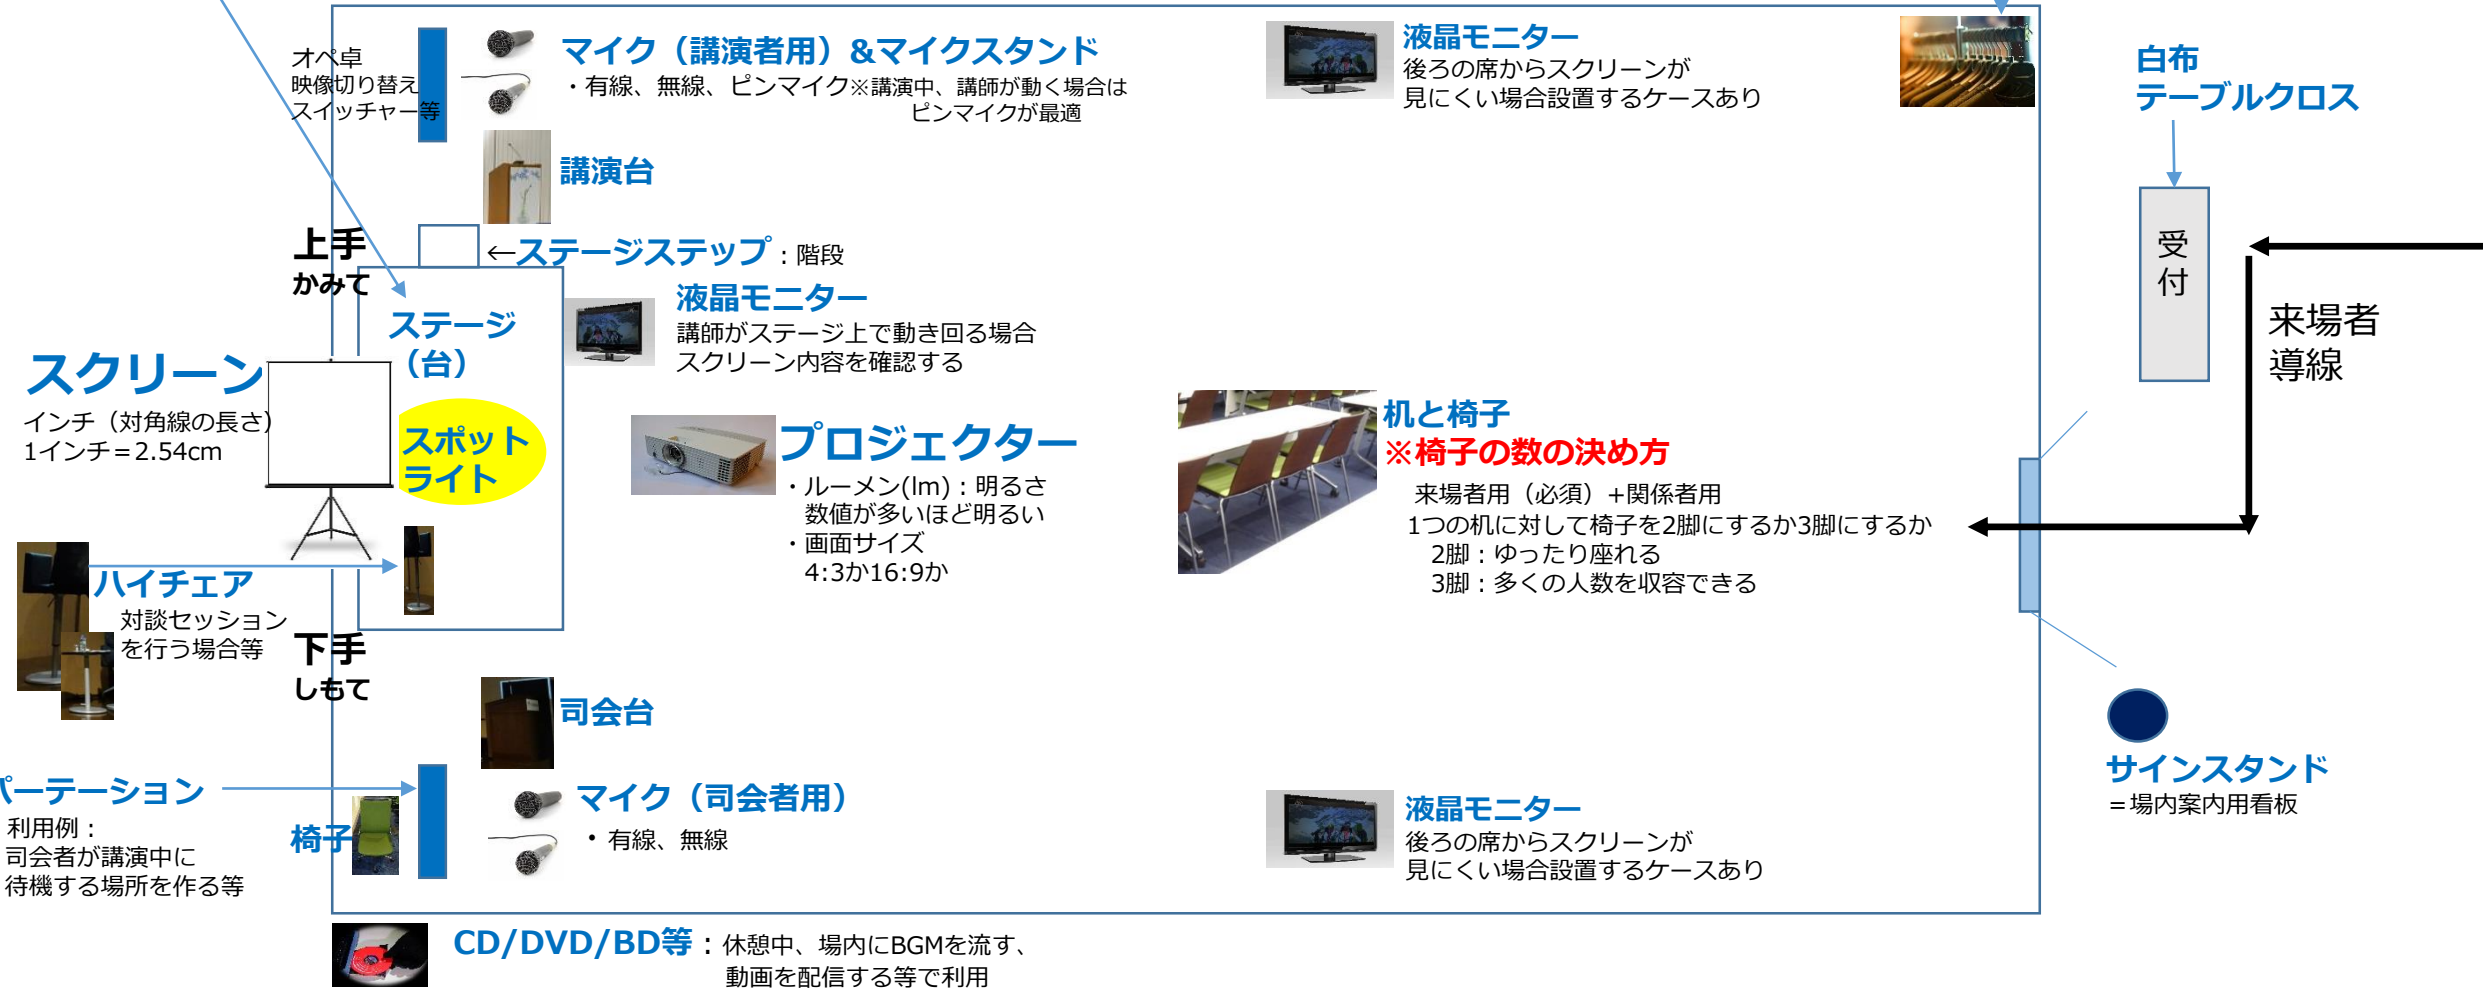 オペ卓
映像切り替え
スイッチャー等
マイク（講演者用）&マイクスタンド
・有線、無線、ピンマイク※講演中、講師が動く場合は
ピンマイクが最適
液晶モニター
後ろの席からスクリーンが
見にくい場合設置するケースあり
白布
テーブルクロス
講演台
受付
上手
かみて
←ステージステップ：階段
来場者
導線
ステージ
（台）
液晶モニター
講師がステージ上で動き回る場合
スクリーン内容を確認する
スクリーン
インチ（対角線の長さ）
1インチ＝2.54cm
スポット
ライト
プロジェクター
・ルーメン(lm)：明るさ
数値が多いほど明るい
・画面サイズ
4:3か16:9か
机と椅子
※椅子の数の決め方
来場者用（必須）+関係者用
1つの机に対して椅子を2脚にするか3脚にするか
2脚：ゆったり座れる
3脚：多くの人数を収容できる
ハイチェア
対談セッション
を行う場合等
下手
しもて
司会台
サインスタンド
＝場内案内用看板
パーテーション
利用例：
司会者が講演中に
待機する場所を作る等
椅子
マイク（司会者用）
・有線、無線
液晶モニター
後ろの席からスクリーンが
見にくい場合設置するケースあり
CD/DVD/BD等：休憩中、場内にBGMを流す、
動画を配信する等で利用